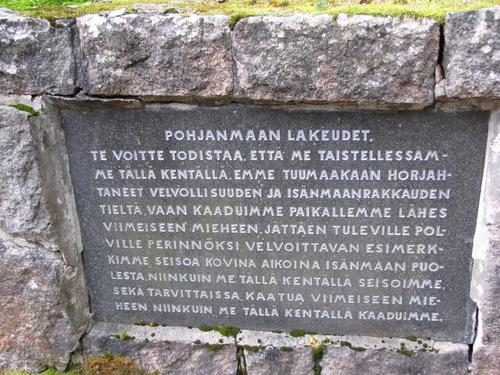 POHJANMAAN LAKEUDET,
TE VOITTE TODISTAA, ETTÄ ME TAISTELLESSAM-
ME TÄLLÄ KENTÄLLÄ, EMME TUUMAAKAAN HORJAH-
TANEET VELVOLLISUUDEN JA ISÄNMAANRAKKAUDEN
TIELTÄ, VAAN KAADUIMME PAIKALLEMME LÄHES
VIIMEISEEN MIEHEEN, JÄTTÄEN TULEVILLE POL-
VILLE PERINNÖKSI VELVOITTAVAN ESIMERK-
KIMME SEISOA KOVINA AIKOINA ISÄNMAAN PUO-
LESTA, NIINKUIN ME TÄLLÄ KENTÄLLÄ SEISOIMME,
SEKÄ TARVITTAISSA, KAATUA VIIMEISEEN MIE-
HEEN, NIINKUIN ME TÄLLÄ KENTÄLLÄ KAADUIMME.